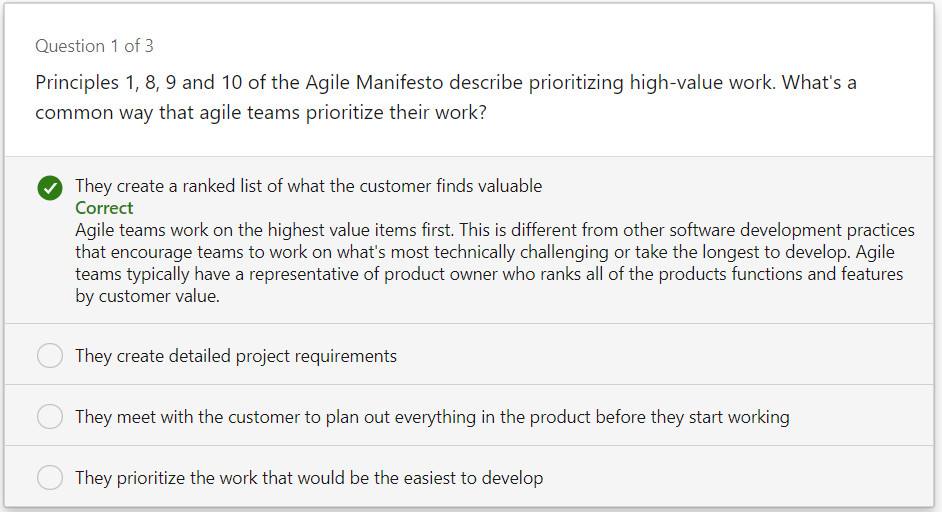 Question 1 of 3
Principles 1, 8, 9 and 10 of the Agile Manifesto describe prioritizing high-value work. What's a
common way that agile teams prioritize their work?
They create a ranked list of what the customer finds valuable
Correct
Agile teams work on the highest value items first. This is different from other software development practices
that encourage teams to work on what's most technically challenging or take the longest to develop. Agile
teams typically have a representative of product owner who ranks all of the products functions and features
by customer value.
They create detailed project requirements
They meet with the customer to plan out everything in the product before they start working
They prioritize the work that would be the easiest to develop